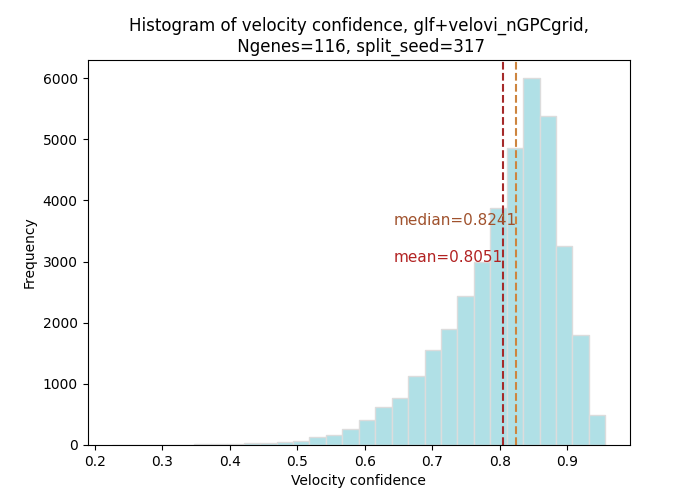 Histogram of velocity confidence, glf+velovi_nGPCgrid,
Ngenes=116, split_seed=317
6000
5000
4000
3000
2000
1000
0
Frequency
median=0.8241
mean=0.8051
0.2 0.3 0.4 0.5 0.6 0.7 0.8 0.9
Velocity confidence